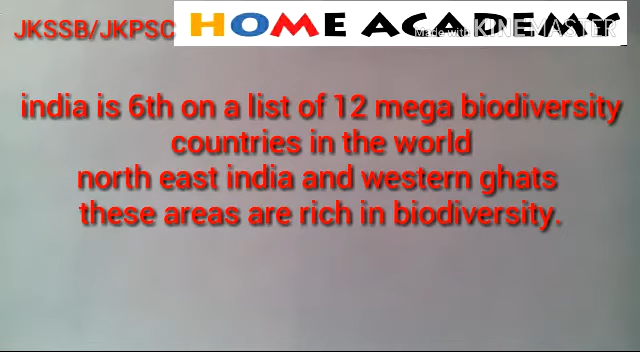 JKSSB/JKPSC HOME ACADEMY
Made with KINEMASTER
india is 6th on a list of 12 mega biodiversity
countries in the world
north east india and western ghats
these areas are rich in biodiversity.